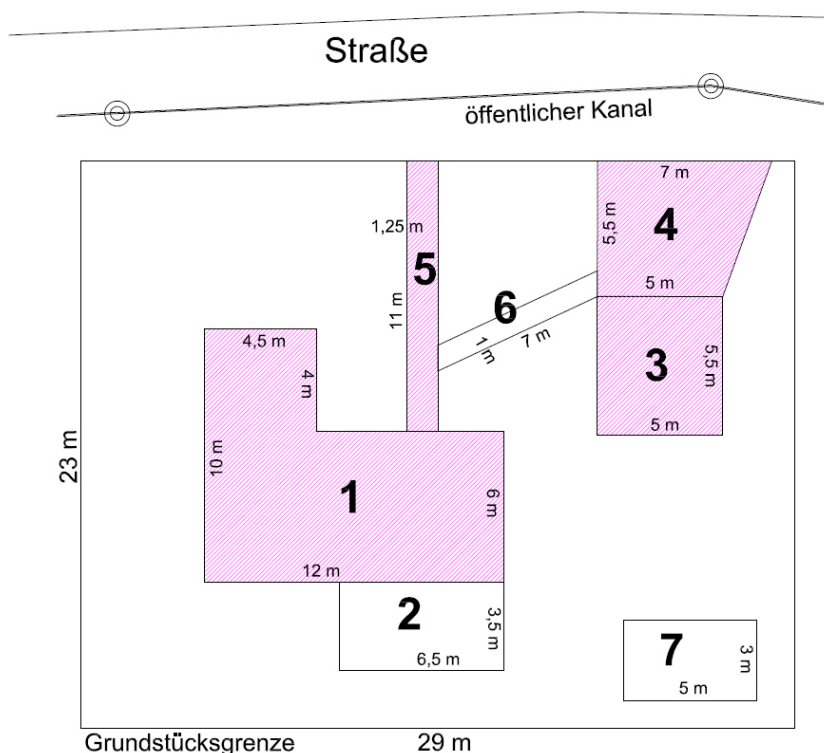 Straße
öffentlicher Kanal
7 m
4
5,5 m
5 m
1,25 m
5
11 m
6
1 m
7 m
3
5,5 m
5 m
4,5 m
4 m
10 m
1
6 m
12 m
23 m
2
3,5 m
6,5 m
7
3 m
5 m
Grundstücksgrenze
29 m